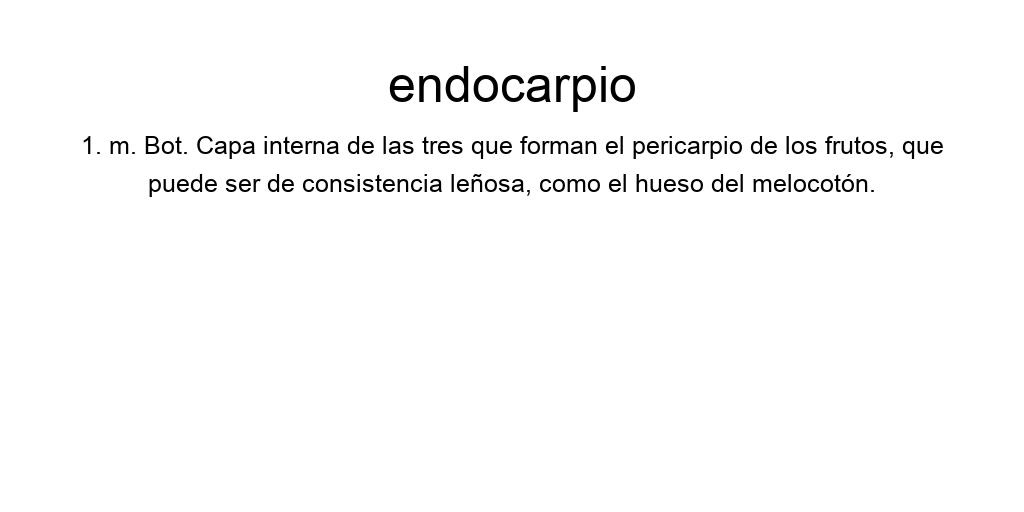 endocarpio
1. m. Bot. Capa interna de las tres que forman el pericarpio de los frutos, que
puede ser de consistencia leñosa, como el hueso del melocotón.